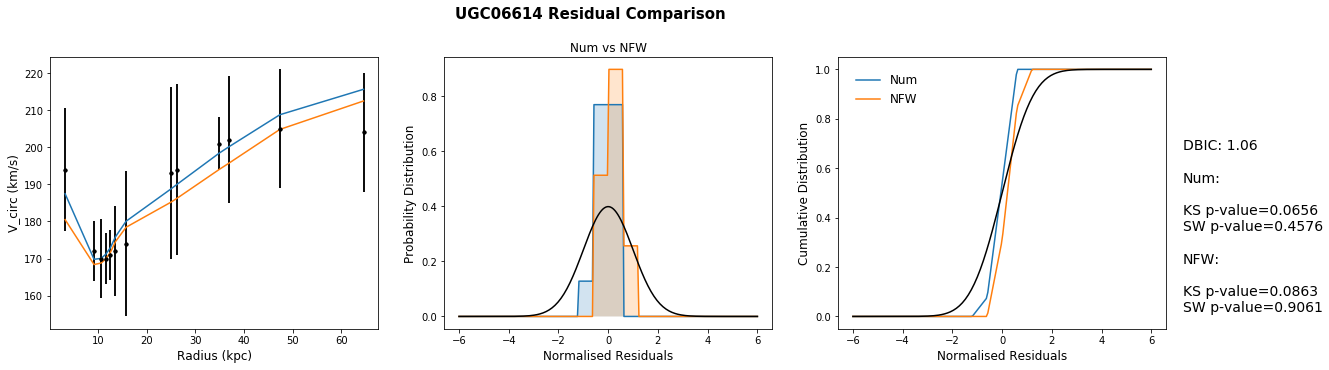 UGC06614 Residual Comparison
V_circ (km/s)
220
210
200
190
180
170
160
10
20
30
40
50
60
Radius (kpc)
Num vs NFW
Probability Distribution
0.8
0.6
0.4
0.2
0.0
−6
−4
−2
0
2
4
6
Normalised Residuals
Cumulative Distribution
1.0
0.8
0.6
0.4
0.2
0.0
Num
NFW
−6
−4
−2
0
2
4
6
Normalised Residuals
DBIC: 1.06
Num:
KS p-value=0.0656
SW p-value=0.4576
NFW:
KS p-value=0.0863
SW p-value=0.9061